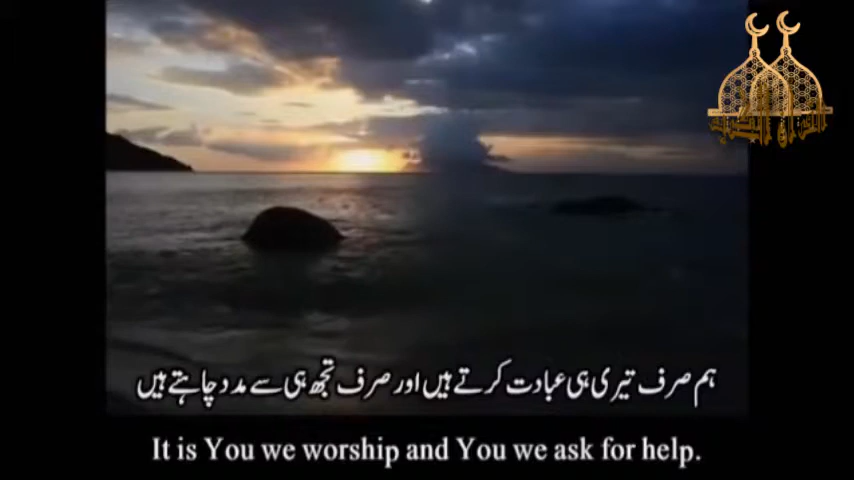 ہم صرف تیری ہی عبادت کرتے ہیں اور صرف تجھ ہی سے مدد چاہتے ہیں
It is You we worship and You we ask for help.